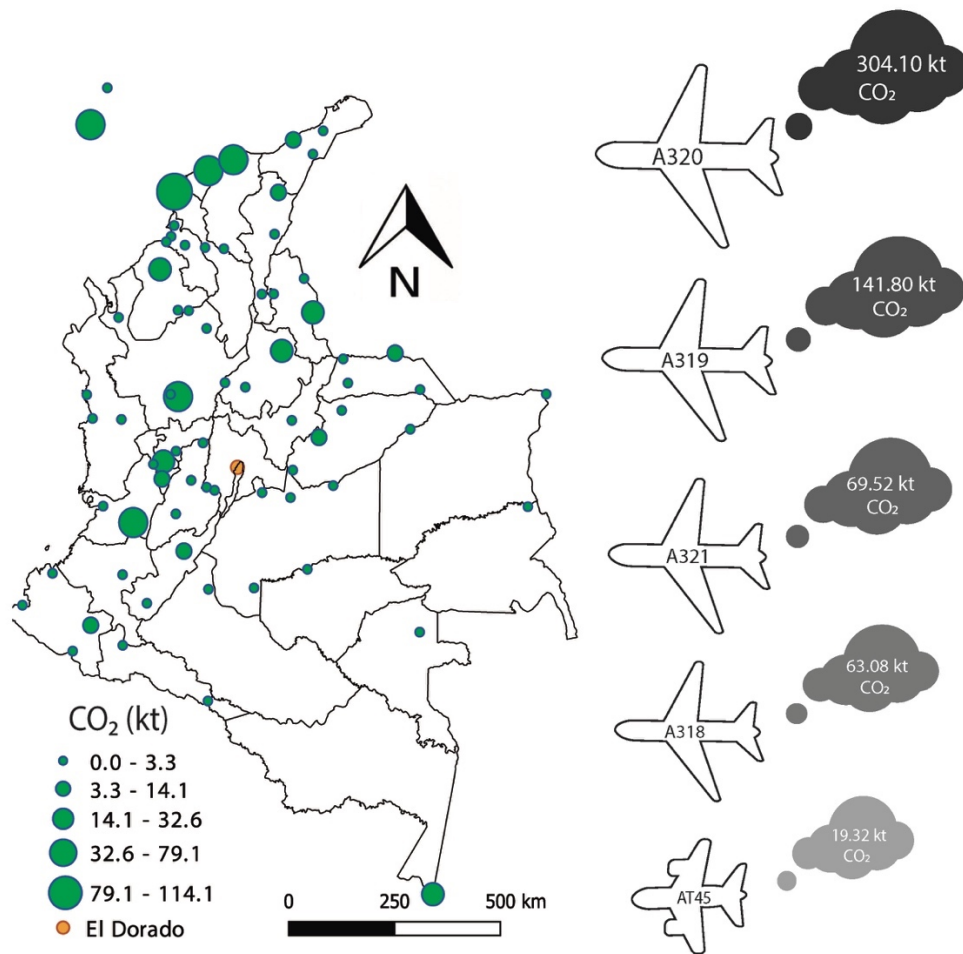 N
CO₂ (kt)
0.0 - 3.3
3.3 - 14.1
14.1 - 32.6
32.6 - 79.1
79.1 - 114.1
El Dorado
0 250 500 km
304.10 kt
CO₂
A320
141.80 kt
CO₂
A319
69.52 kt
CO₂
A321
63.08 kt
CO₂
A318
19.32 kt
CO₂
AT45